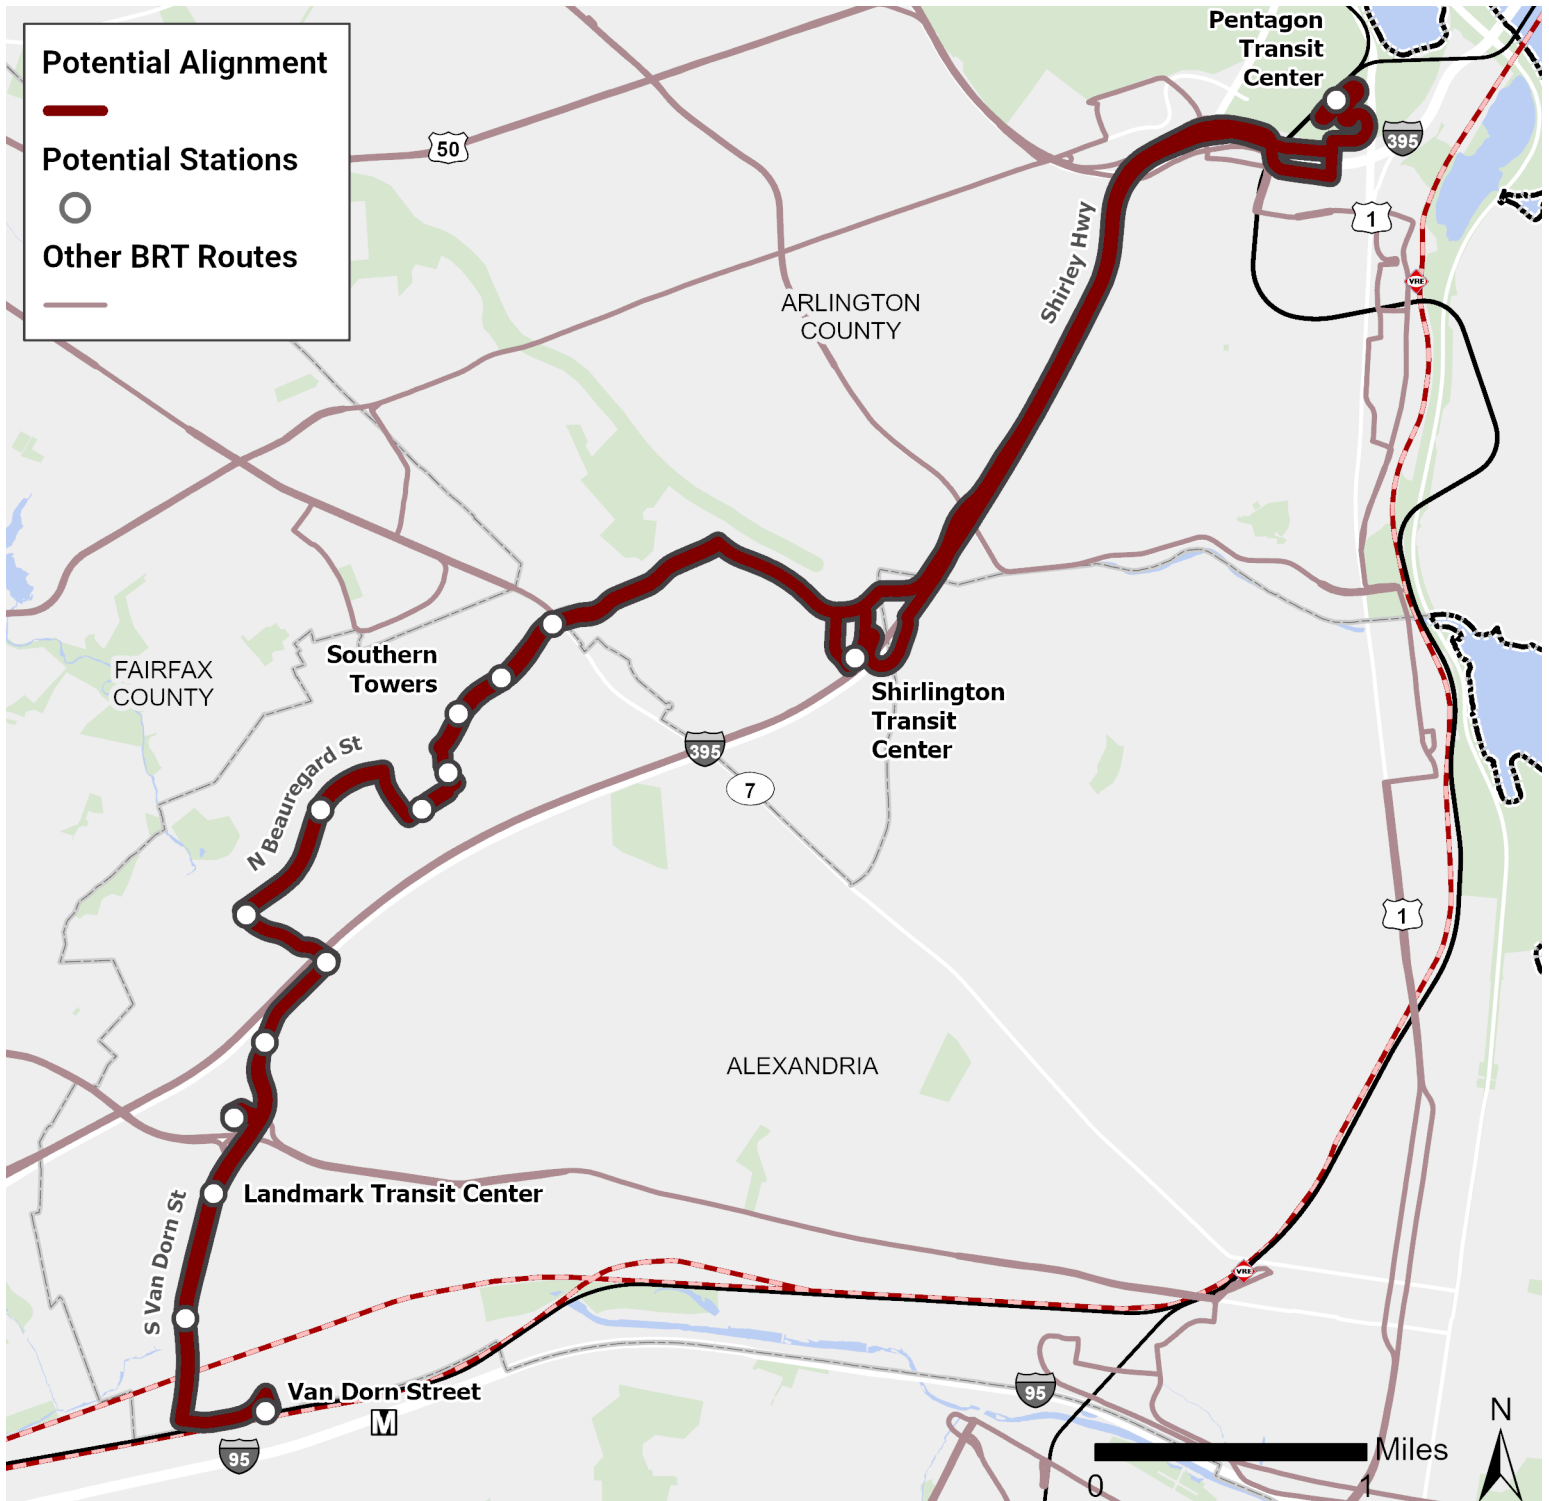 Potential Alignment
Potential Stations
Other BRT Routes
Pentagon
Transit
Center
50
395
1
Shirley Hwy
VRE
ARLINGTON
COUNTY
Southern
Towers
FAIRFAX
COUNTY
Shirlington
Transit
Center
395
7
N Beauregard St
1
ALEXANDRIA
Landmark Transit Center
S Van Dorn St
VRE
Van Dorn Street
M
95
95
N
Miles
0
1